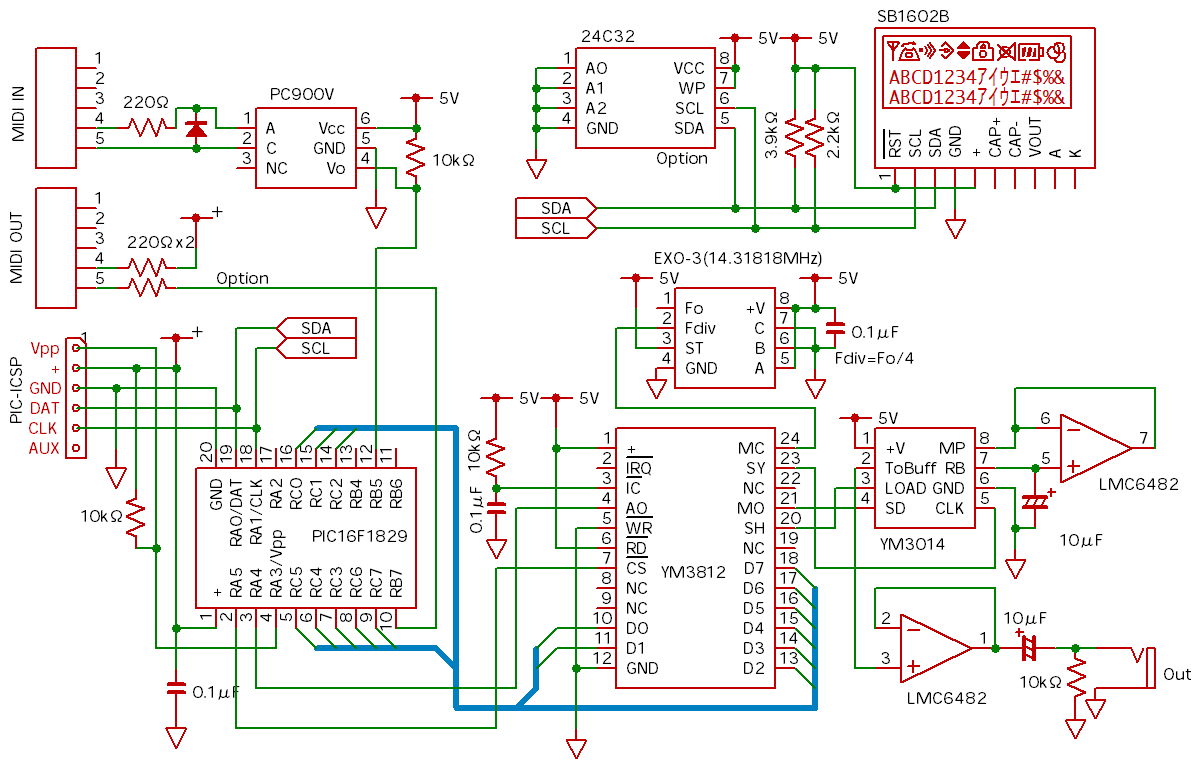 SB1602B
24C32
5V
5V
ABCD1234アイウエ#$%&
ABCD1234アイウエ#$%&
RST
SCL
SDA
GND
+
CAP+
CAP-
VOUT
A
K
1
MIDI IN
1
2
3
4
5
220Ω
PC900V
1 A
2 C
3 NC
Vcc 6
GND 5
Vo 4
5V
10kΩ
1 A0
2 A1
3 A2
4 GND
VCC 8
WP 7
SCL 6
SDA 5
Option
3.9kΩ
2.2kΩ
SDA
SCL
MIDI OUT
1
2
3
4
5
220Ωx2
+
Option
EXO-3(14.31818MHz)
5V
5V
1 Fo
2 Fdiv
3 ST
4 GND
+V 8
C 7
B 6
A 5
0.1μF
Fdiv=Fo/4
PIC-ICSP
1
Vpp
+
GND
DAT
CLK
AUX
+
SDA
SCL
10kΩ
20 19 18 17 16 15 14 13 12 11
GND
RA0/DAT
RA1/CLK
RA2
RC0
RC1
RC2
RB4
RB5
RB6
PIC16F1829
+
RA5
RA4
RA3/Vpp
RC5
RC4
RC3
RC6
RC7
RB7
1 2 3 4 5 6 7 8 9 10
0.1μF
5V
5V
10kΩ
0.1μF
YM3812
1 +
2 IRQ
3 IC
4 A0
5 WR
6 RD
7 CS
8 NC
9 NC
10 D0
11 D1
12 GND
MC 24
SY 23
NC 22
MO 21
SH 20
NC 19
D7 18
D6 17
D5 16
D4 15
D3 14
D2 13
5V
1 +V
2 ToBuff
3 LOAD
4 SD
MP 8
RB 7
GND 6
CLK 5
YM3014
6
5
7
-
+
LMC6482
+
10μF
2
3
1
-
+
LMC6482
10μF
+
10kΩ
Out